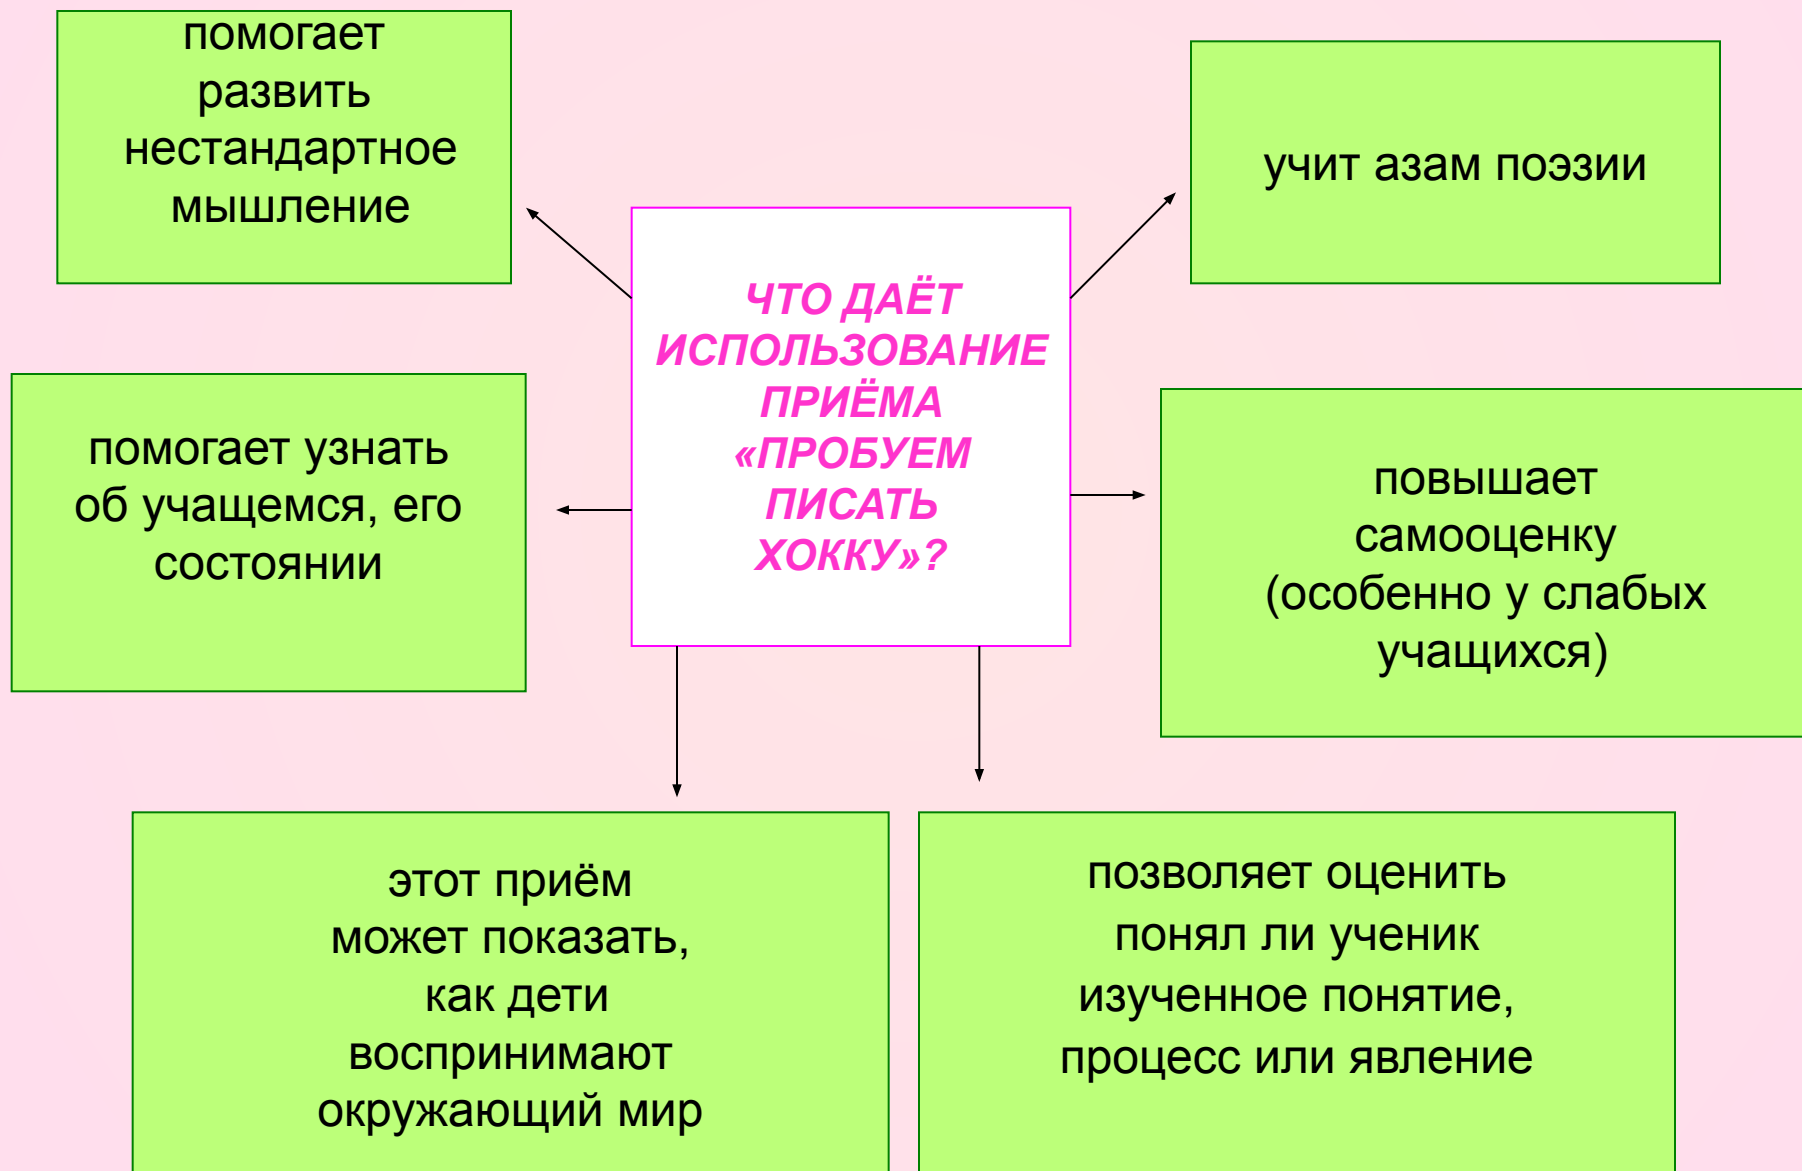 помогает
развить
нестандартное
мышление
учит азам поэзии
ЧТО ДАЁТ
ИСПОЛЬЗОВАНИЕ
ПРИЁМА
«ПРОБУЕМ
ПИСАТЬ
ХОККУ»?
помогает узнать
об учащемся, его
состоянии
повышает
самооценку
(особенно у слабых
учащихся)
этот приём
может показать,
как дети
воспринимают
окружающий мир
позволяет оценить
понял ли ученик
изученное понятие,
процесс или явление